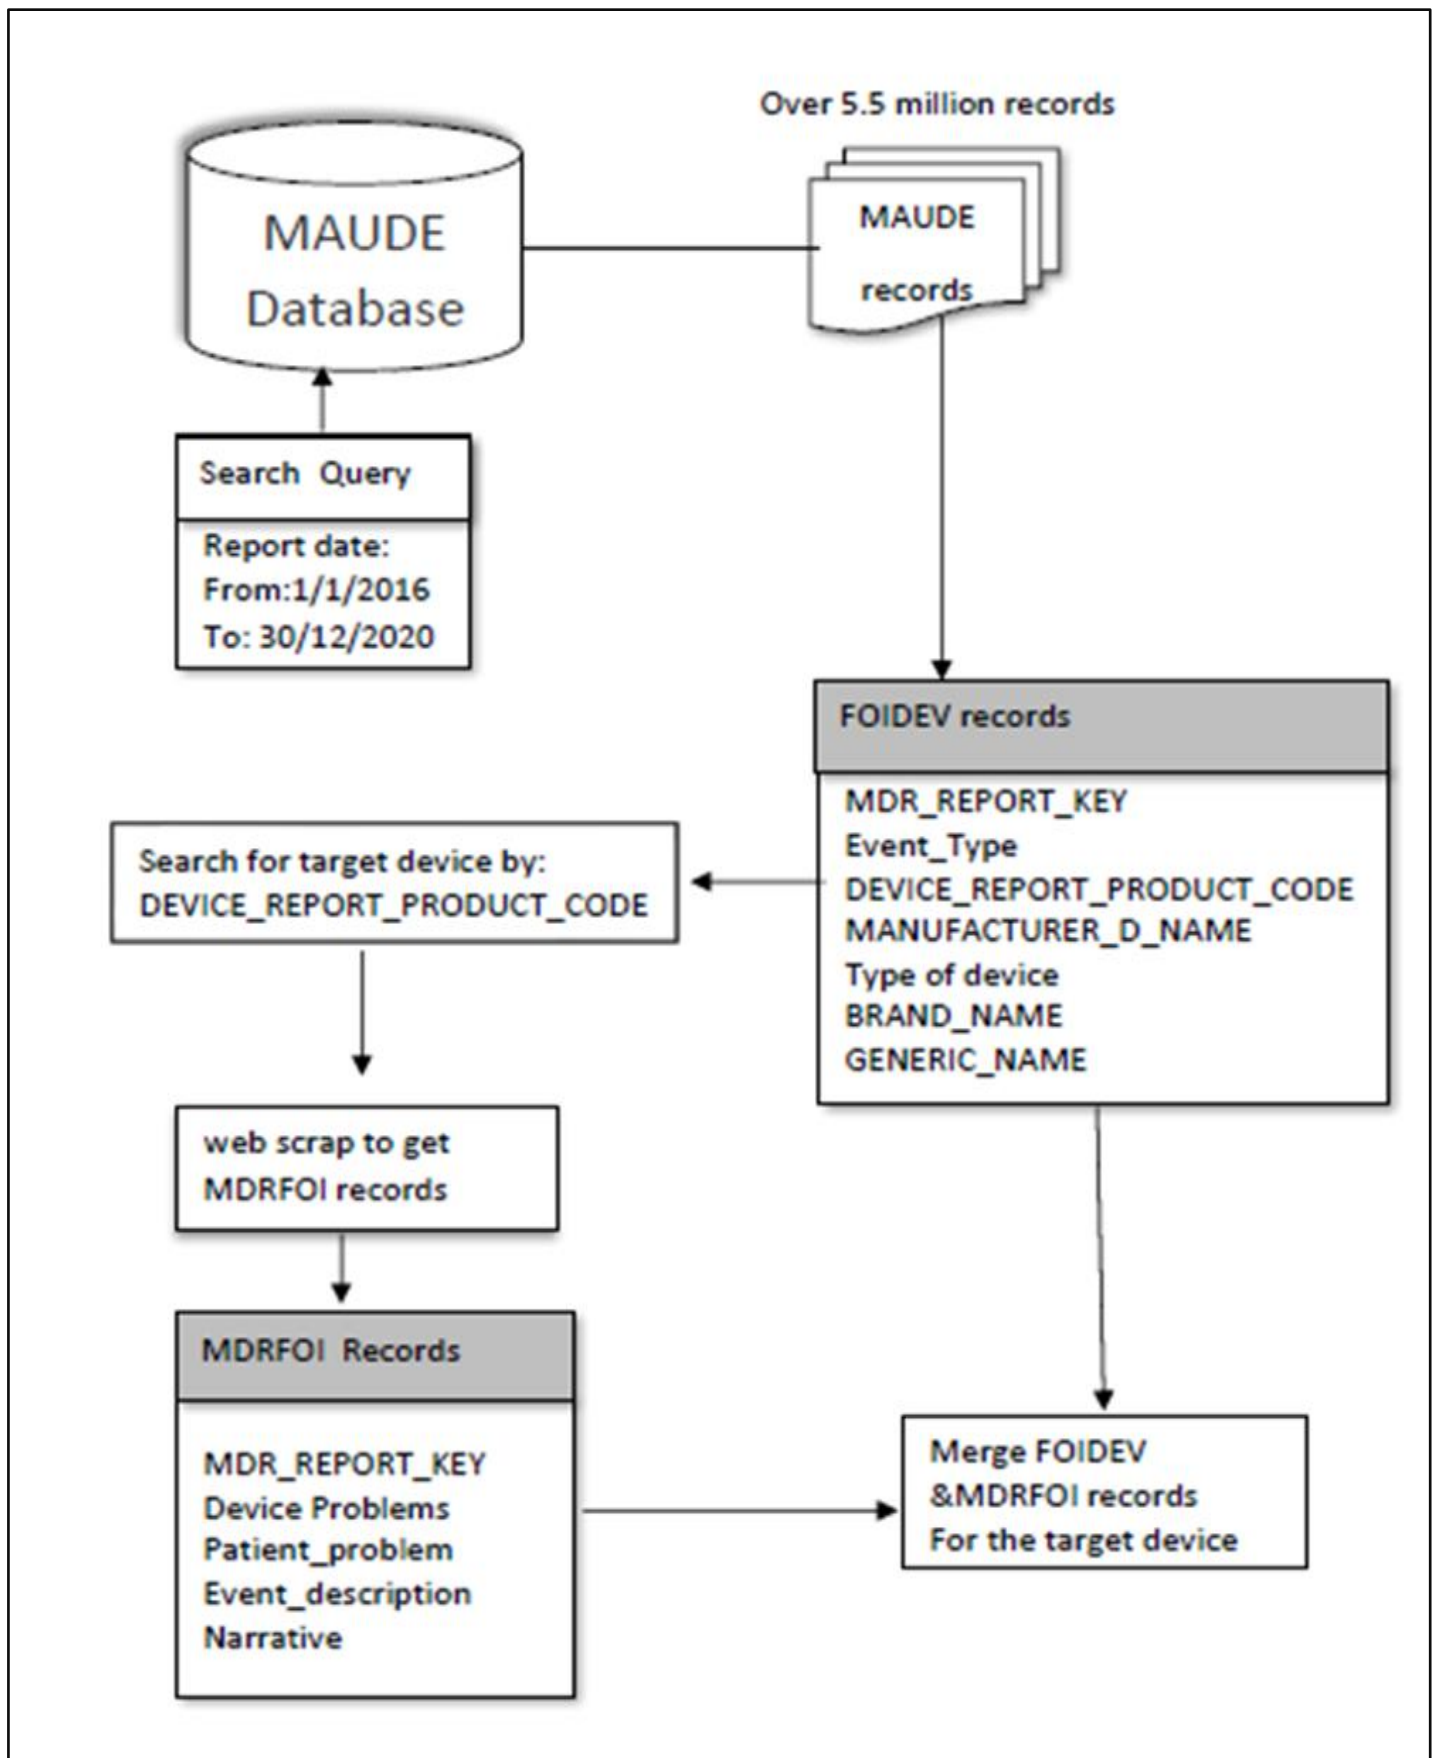 Over 5.5 million records
MAUDE
Database
MAUDE
records
Search Query
Report date:
From:1/1/2016
To: 30/12/2020
FOIDEV records
MDR_REPORT_KEY
Event_Type
DEVICE_REPORT_PRODUCT_CODE
MANUFACTURER_D_NAME
Type of device
BRAND_NAME
GENERIC_NAME
Search for target device by:
DEVICE_REPORT_PRODUCT_CODE
web scrap to get
MDRFOI records
MDRFOI Records
MDR_REPORT_KEY
Device Problems
Patient_problem
Event_description
Narrative
Merge FOIDEV
&MDRFOI records
For the target device